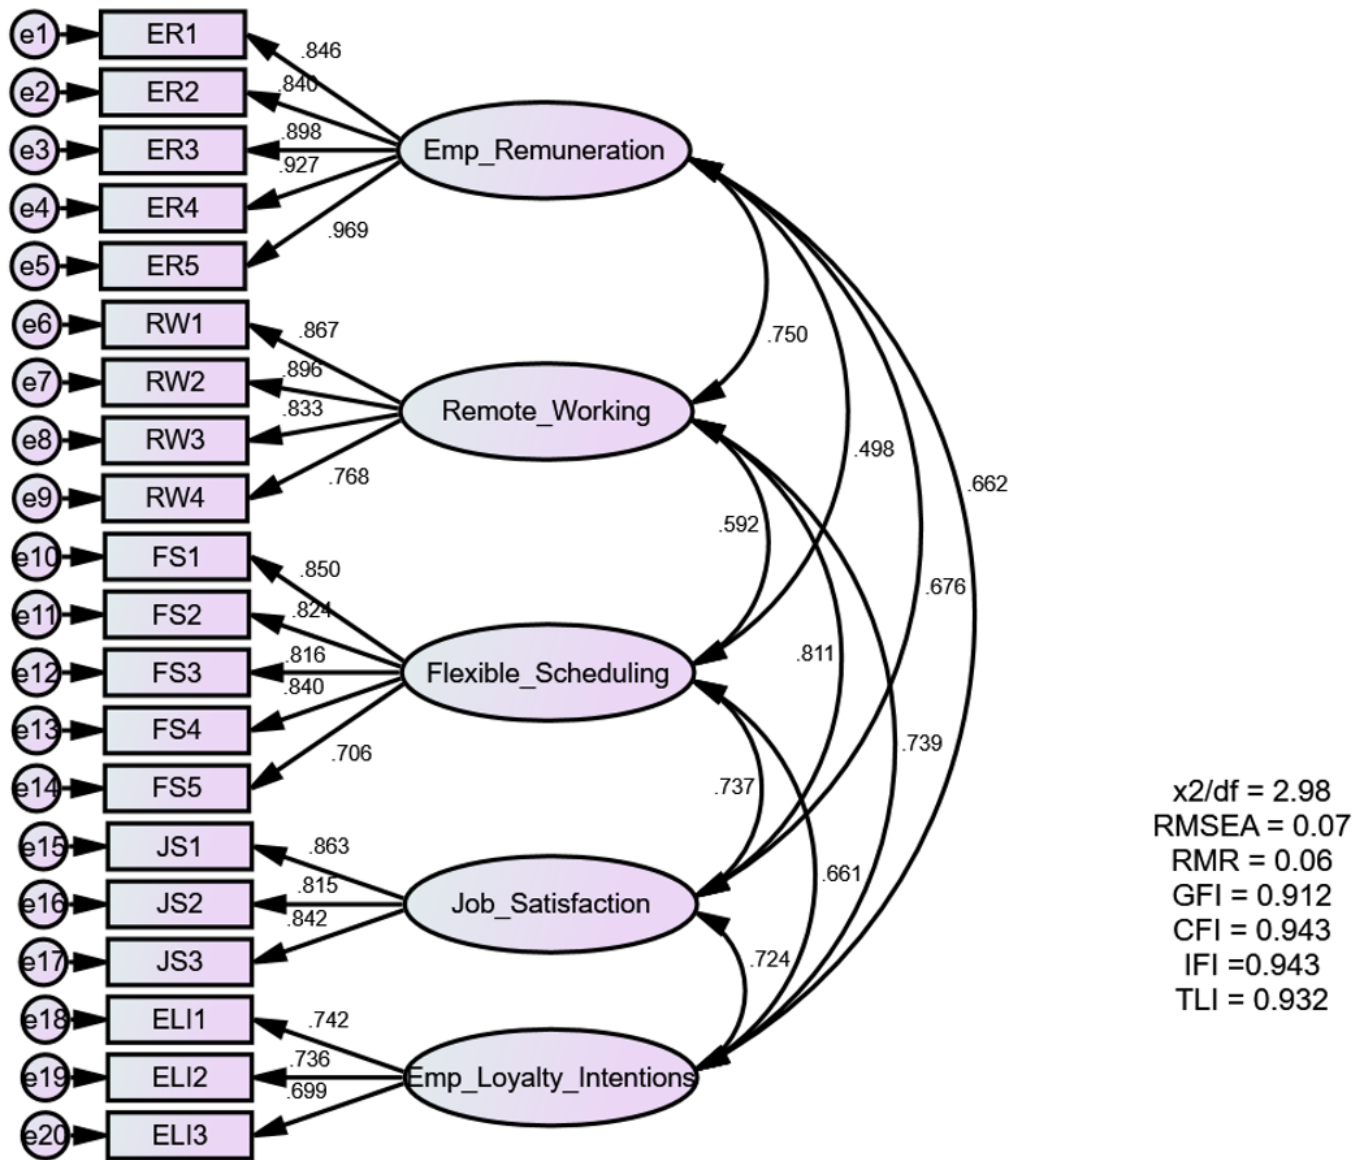 e1
ER1
.846
e2
ER2
.840
e3
ER3
.898
Emp_Remuneration
.927
e4
ER4
.969
e5
ER5
e6
RW1
.867
.750
e7
RW2
.896
e8
RW3
.833
Remote_Working
e9
RW4
.768
.498
.662
.592
e10
FS1
.850
.676
e11
FS2
.824
e12
FS3
.816
Flexible_Scheduling
.811
e13
FS4
.840
e14
FS5
.706
.739
.737
e15
JS1
.863
.661
e16
JS2
.815
Job_Satisfaction
e17
JS3
.842
.724
e18
ELI1
.742
e19
ELI2
.736
Emp_Loyalty_Intentions
e20
ELI3
.699
x2/df = 2.98
RMSEA = 0.07
RMR = 0.06
GFI = 0.912
CFI = 0.943
IFI =0.943
TLI = 0.932